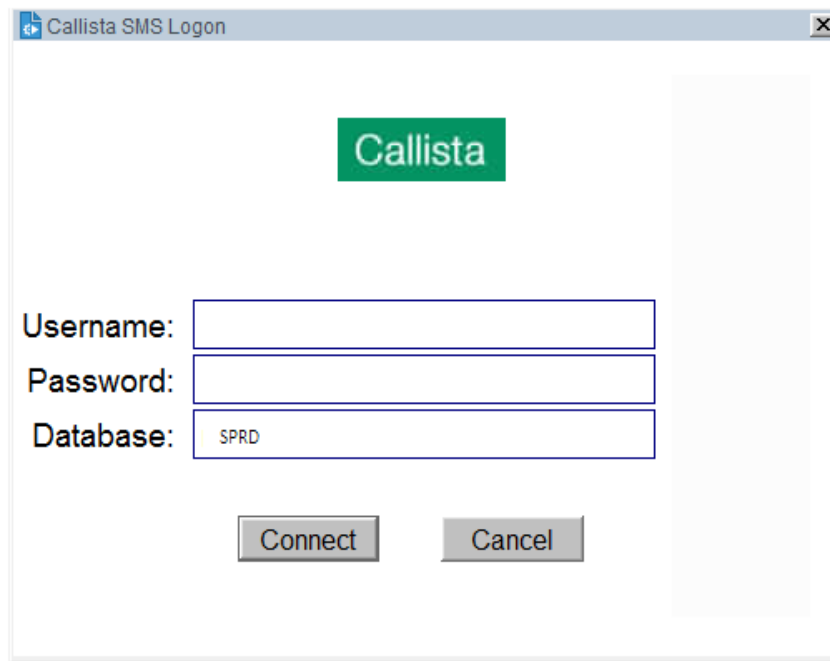 Callista SMS Logon
Callista
Username:
Password:
Database: SPRD
Connect Cancel